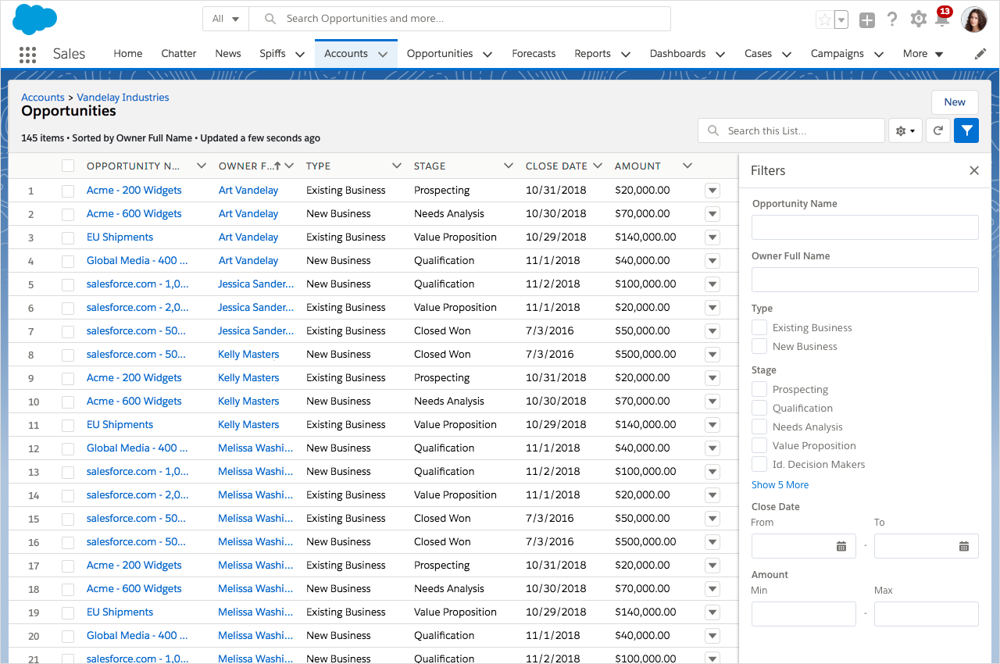 All Search Opportunities and more... 13
Sales Home Chatter News Spiffs Accounts Opportunities Forecasts Reports Dashboards Cases Campaigns More
Accounts > Vandelay Industries
New
Opportunities
Search this List...
145 items • Sorted by Owner Full Name • Updated a few seconds ago
OPPORTUNITY N... OWNER F... TYPE STAGE CLOSE DATE AMOUNT
1 Acme - 200 Widgets Art Vandelay Existing Business Prospecting 10/31/2018 $20,000.00
2 Acme - 600 Widgets Art Vandelay New Business Needs Analysis 10/30/2018 $70,000.00
3 EU Shipments Art Vandelay Existing Business Value Proposition 10/29/2018 $140,000.00
4 Global Media - 400 ... Art Vandelay New Business Qualification 11/1/2018 $40,000.00
5 salesforce.com - 1,0... Jessica Sander... New Business Qualification 11/2/2018 $100,000.00
6 salesforce.com - 2,0... Jessica Sander... Existing Business Value Proposition 11/1/2018 $20,000.00
7 salesforce.com - 50... Jessica Sander... Existing Business Closed Won 7/3/2016 $50,000.00
8 salesforce.com - 50... Kelly Masters New Business Closed Won 7/3/2016 $500,000.00
9 Acme - 200 Widgets Kelly Masters Existing Business Prospecting 10/31/2018 $20,000.00
10 Acme - 600 Widgets Kelly Masters New Business Needs Analysis 10/30/2018 $70,000.00
11 EU Shipments Kelly Masters Existing Business Value Proposition 10/29/2018 $140,000.00
12 Global Media - 400 ... Melissa Washi... New Business Qualification 11/1/2018 $40,000.00
13 salesforce.com - 1,0... Melissa Washi... New Business Qualification 11/2/2018 $100,000.00
14 salesforce.com - 2,0... Melissa Washi... Existing Business Value Proposition 11/1/2018 $20,000.00
15 salesforce.com - 50... Melissa Washi... Existing Business Closed Won 7/3/2016 $50,000.00
16 salesforce.com - 50... Melissa Washi... New Business Closed Won 7/3/2016 $500,000.00
17 Acme - 200 Widgets Melissa Washi... Existing Business Prospecting 10/31/2018 $20,000.00
18 Acme - 600 Widgets Melissa Washi... New Business Needs Analysis 10/30/2018 $70,000.00
19 EU Shipments Melissa Washi... Existing Business Value Proposition 10/29/2018 $140,000.00
20 Global Media - 400 ... Melissa Washi... New Business Qualification 11/1/2018 $40,000.00
21 salesforce.com - 1,0... Melissa Washi... New Business Qualification 11/2/2018 $100,000.00
Filters
Opportunity Name
Owner Full Name
Type
Existing Business
New Business
Stage
Prospecting
Qualification
Needs Analysis
Value Proposition
Id. Decision Makers
Show 5 More
Close Date
From To
-
Amount
Min Max
-